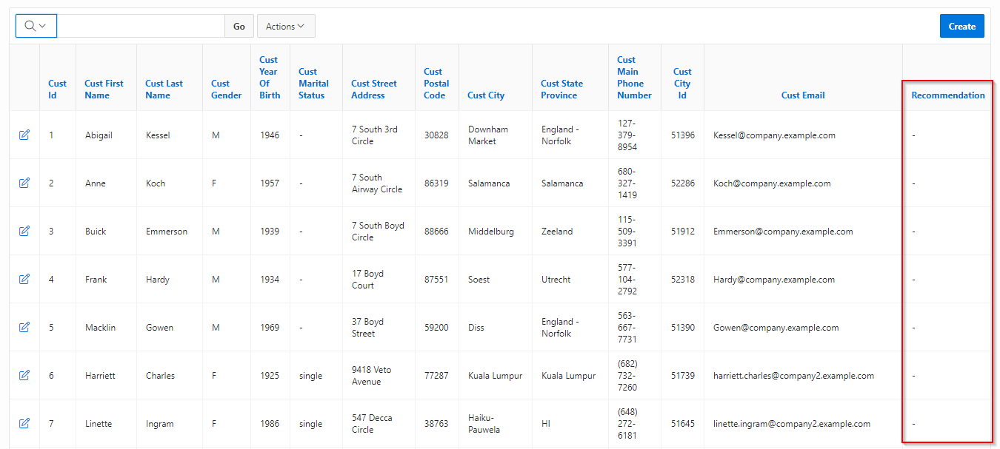 Go Actions Create
Cust Id Cust First Name Cust Last Name Cust Gender Cust Year Of Birth Cust Marital Status Cust Street Address Cust Postal Code Cust City Cust State Province Cust Main Phone Number Cust City Id Cust Email Recommendation
1 Abigail Kessel M 1946 - 7 South 3rd Circle 30828 Downham Market England - Norfolk 127-379-8954 51396 Kessel@company.example.com -
2 Anne Koch F 1957 - 7 South Airway Circle 86319 Salamanca Salamanca 680-327-1419 52286 Koch@company.example.com -
3 Buick Emmerson M 1939 - 7 South Boyd Circle 88666 Middelburg Zeeland 115-509-3391 51912 Emmerson@company.example.com -
4 Frank Hardy M 1934 - 17 Boyd Court 87551 Soest Utrecht 577-104-2792 52318 Hardy@company.example.com -
5 Macklin Gowen M 1969 - 37 Boyd Street 59200 Diss England - Norfolk 563-667-7731 51390 Gowen@company.example.com -
6 Harriett Charles F 1925 single 9418 Veto Avenue 77287 Kuala Lumpur Kuala Lumpur (682) 732-7260 51739 harriett.charles@company2.example.com -
7 Linette Ingram F 1986 single 547 Decca Circle 38763 Haiku-Pauwela HI (648) 272-6181 51645 linette.ingram@company2.example.com -